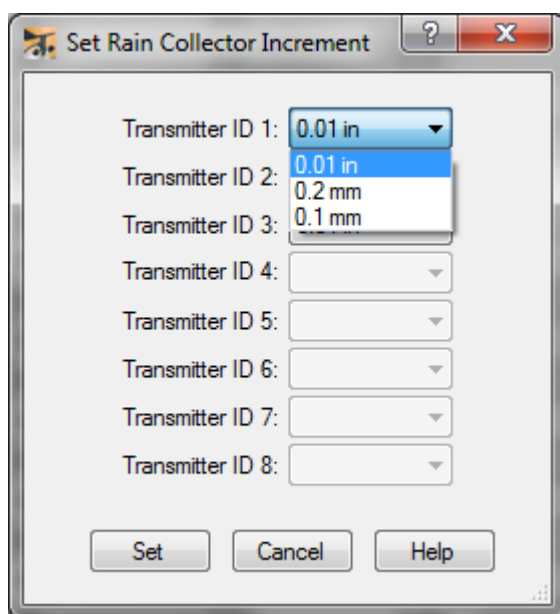 Set Rain Collector Increment
Transmitter ID 1: 0.01 in
0.01 in
0.2 mm
0.1 mm
Transmitter ID 2:
Transmitter ID 3:
Transmitter ID 4:
Transmitter ID 5:
Transmitter ID 6:
Transmitter ID 7:
Transmitter ID 8:
Set Cancel Help